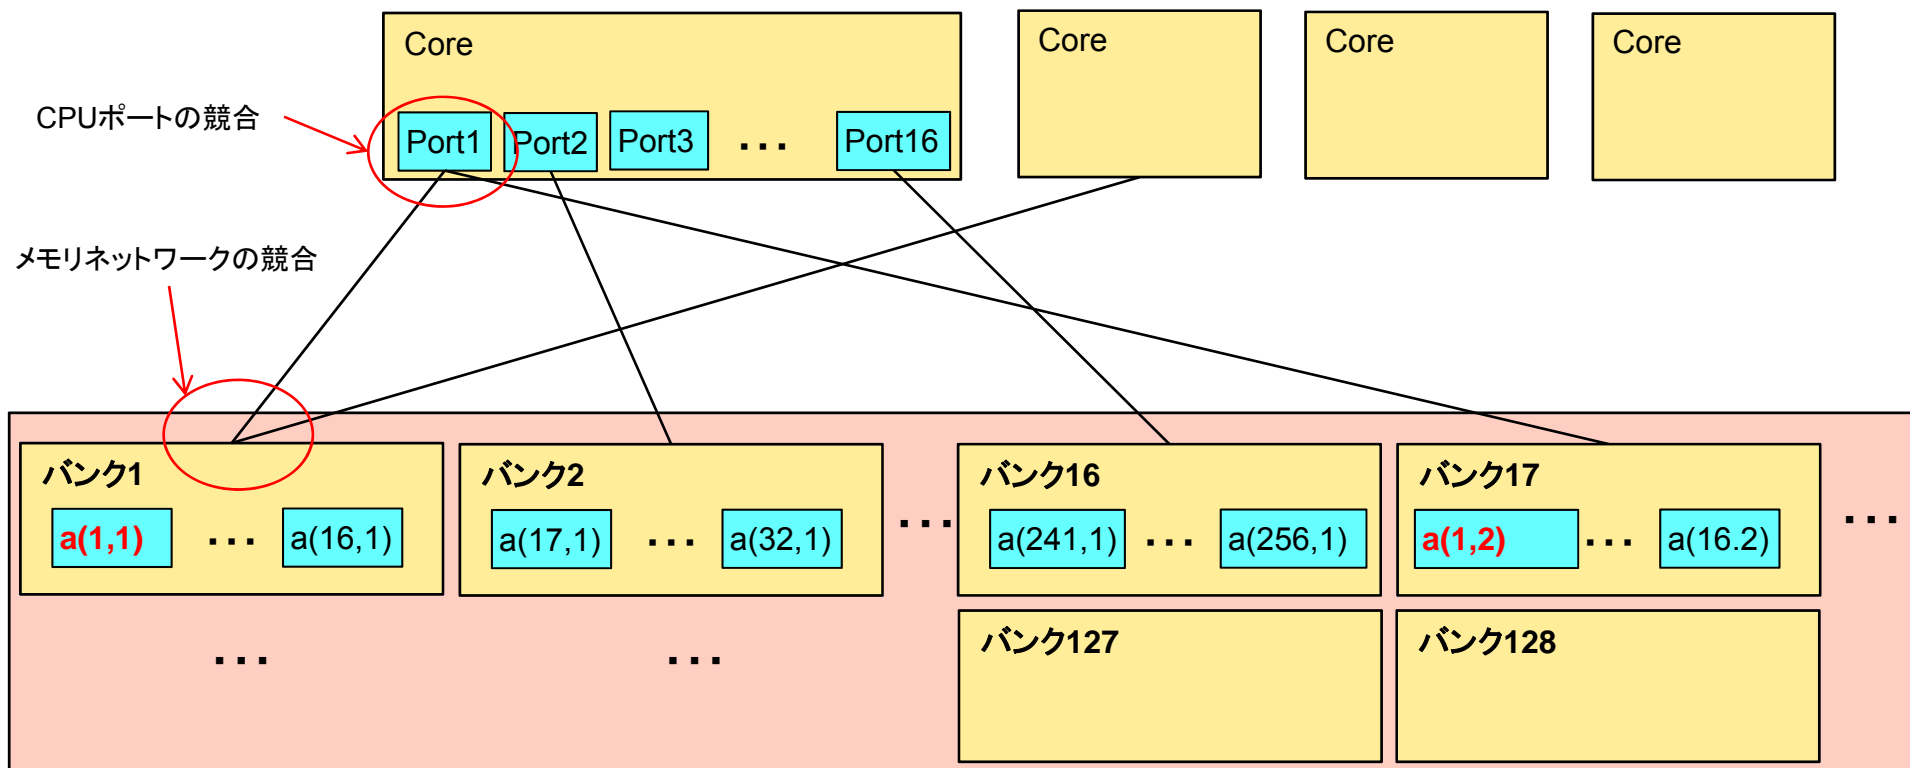 Core
Core
Core
Core
CPUポートの競合
Port1
Port2
Port3
...
Port16
メモリネットワークの競合
バンク1
バンク2
バンク16
バンク17
a(1,1)
...
a(16,1)
a(17,1)
...
a(32,1)
...
a(241,1)
...
a(256,1)
a(1,2)
...
a(16.2)
...
バンク127
バンク128
...
...